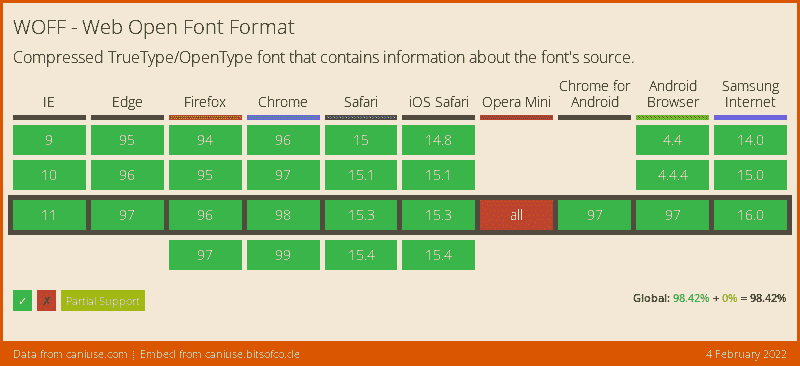 WOFF - Web Open Font Format
Compressed TrueType/OpenType font that contains information about the font's source.
IE Edge Firefox Chrome Safari iOS Safari Opera Mini Chrome for Android Android Browser Samsung Internet
9 95 94 96 15 14.8 4.4 14.0
10 96 95 97 15.1 15.1 4.4.4 15.0
11 97 96 98 15.3 15.3 all 97 97 16.0
97 99 15.4 15.4
✓ ✗ Partial Support
Global: 98.42% + 0% = 98.42%
Data from caniuse.com | Embed from caniuse.bitsofco.de
4 February 2022